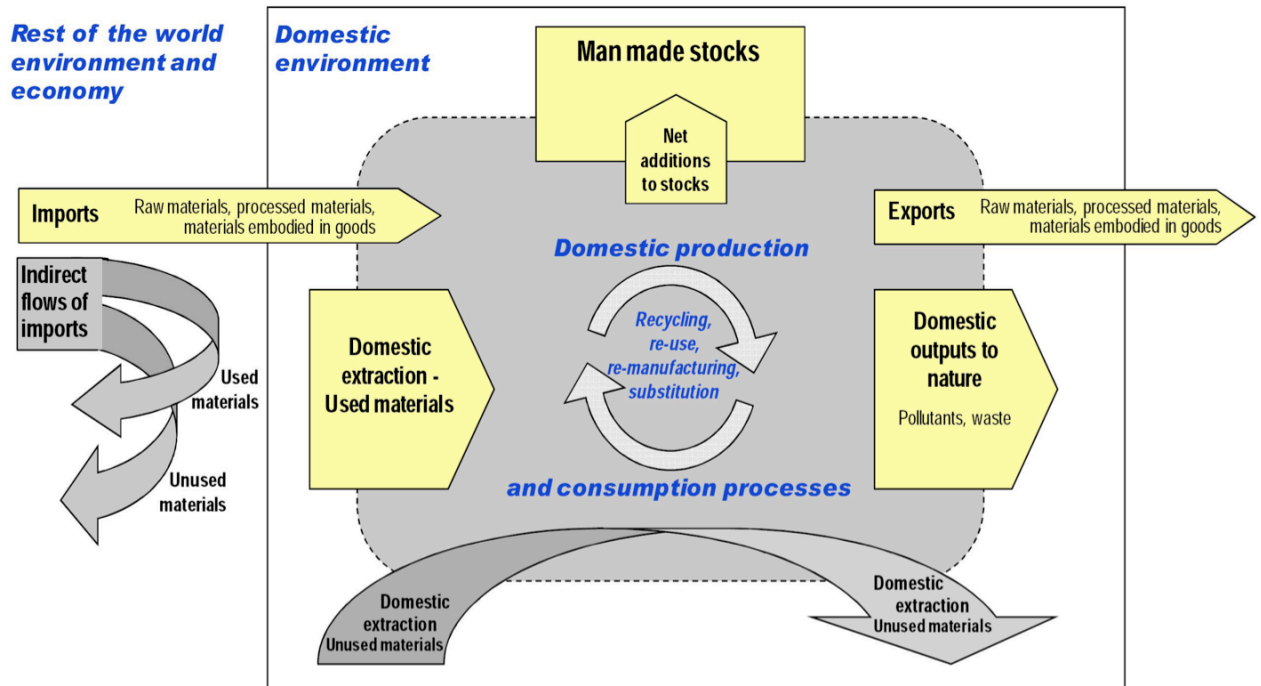 Rest of the world
environment and
economy
Domestic
environment
Man made stocks
Net
additions
to stocks
Imports
Raw materials, processed materials,
materials embodied in goods
Exports
Raw materials, processed materials,
materials embodied in goods
Indirect
flows of
imports
Used
materials
Unused
materials
Domestic
extraction -
Used materials
Domestic production
Recycling,
re-use,
re-manufacturing,
substitution
and consumption processes
Domestic
outputs to
nature
Pollutants, waste
Domestic
extraction
Unused materials
Domestic
extraction
Unused materials